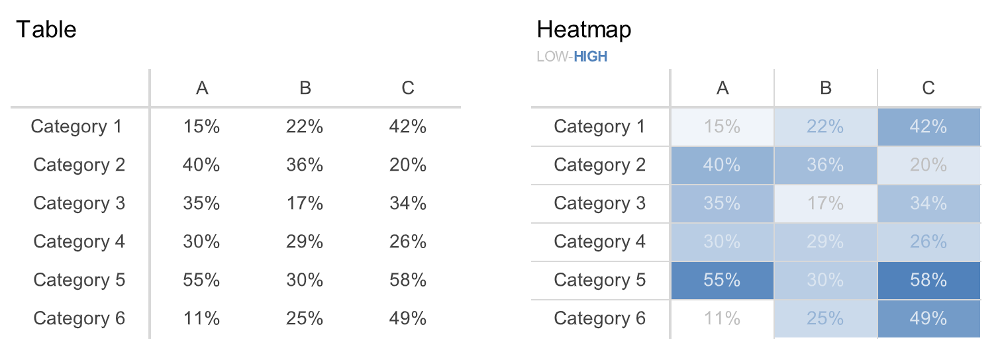 Table
A B C
Category 1 15% 22% 42%
Category 2 40% 36% 20%
Category 3 35% 17% 34%
Category 4 30% 29% 26%
Category 5 55% 30% 58%
Category 6 11% 25% 49%
Heatmap
LOW-HIGH
A B C
Category 1 15% 22% 42%
Category 2 40% 36% 20%
Category 3 35% 17% 34%
Category 4 30% 29% 26%
Category 5 55% 30% 58%
Category 6 11% 25% 49%